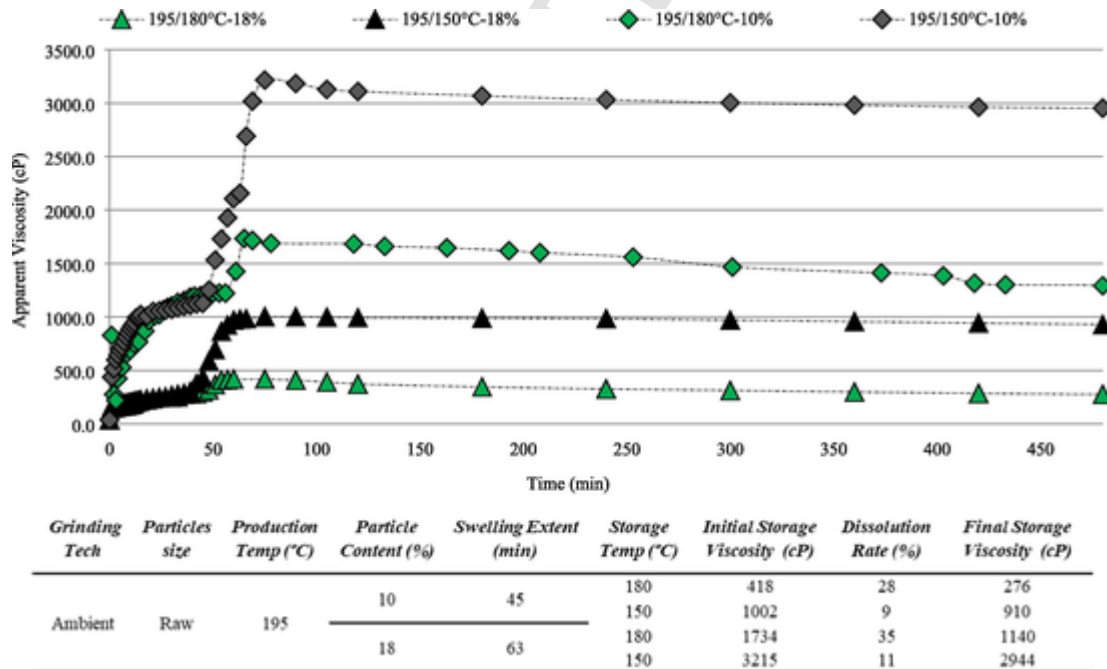 195/180°C-18% 195/150°C-18% 195/180°C-10% 195/150°C-10%
3500.0
3000.0
2500.0
2000.0
1500.0
1000.0
500.0
0.0
Apparent Viscosity (cP)
0 50 100 150 200 250 300 350 400 450
Time (min)
Grinding Tech Particles size Production Temp (°C) Particle Content (%) Swelling Extent (min) Storage Temp (°C) Initial Storage Viscosity (cP) Dissolution Rate (%) Final Storage Viscosity (cP)
Ambient Raw 195
10 45
180 418 28 276
150 1002 9 910
18 63
180 1734 35 1140
150 3215 11 2944